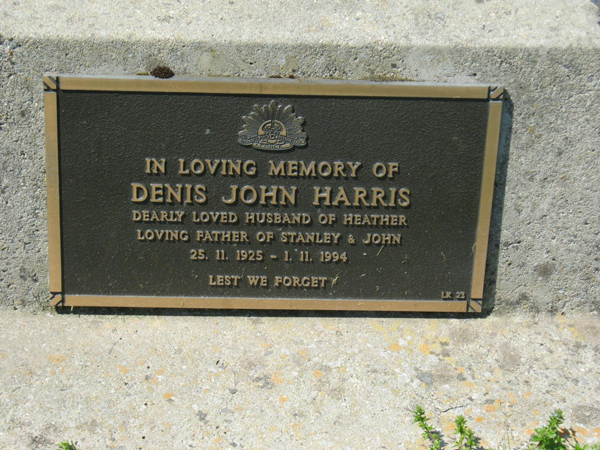 IN LOVING MEMORY OF
DENIS JOHN HARRIS
DEARLY LOVED HUSBAND OF HEATHER
LOVING FATHER OF STANLEY & JOHN
25. 11. 1925 - 1. 11. 1994
LEST WE FORGET
LK 23